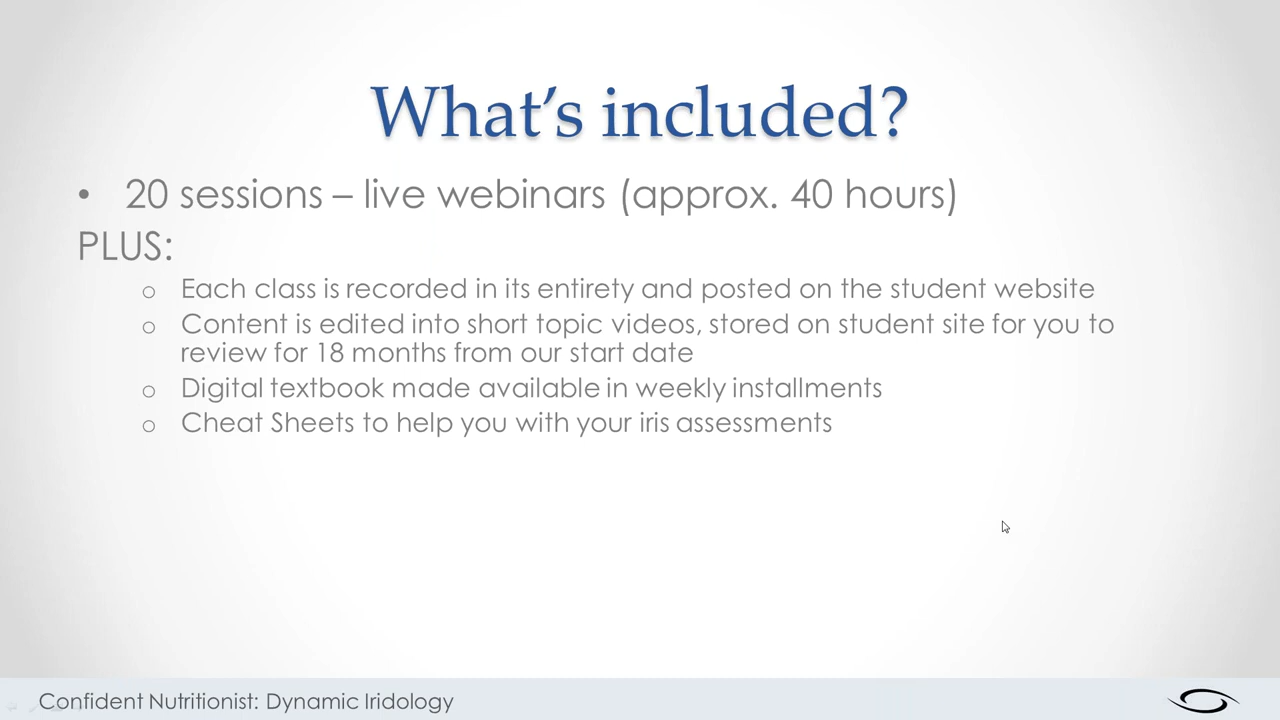 What's included?
• 20 sessions – live webinars (approx. 40 hours)
PLUS:
o Each class is recorded in its entirety and posted on the student website
o Content is edited into short topic videos, stored on student site for you to
review for 18 months from our start date
o Digital textbook made available in weekly installments
o Cheat Sheets to help you with your iris assessments
Confident Nutritionist: Dynamic Iridology